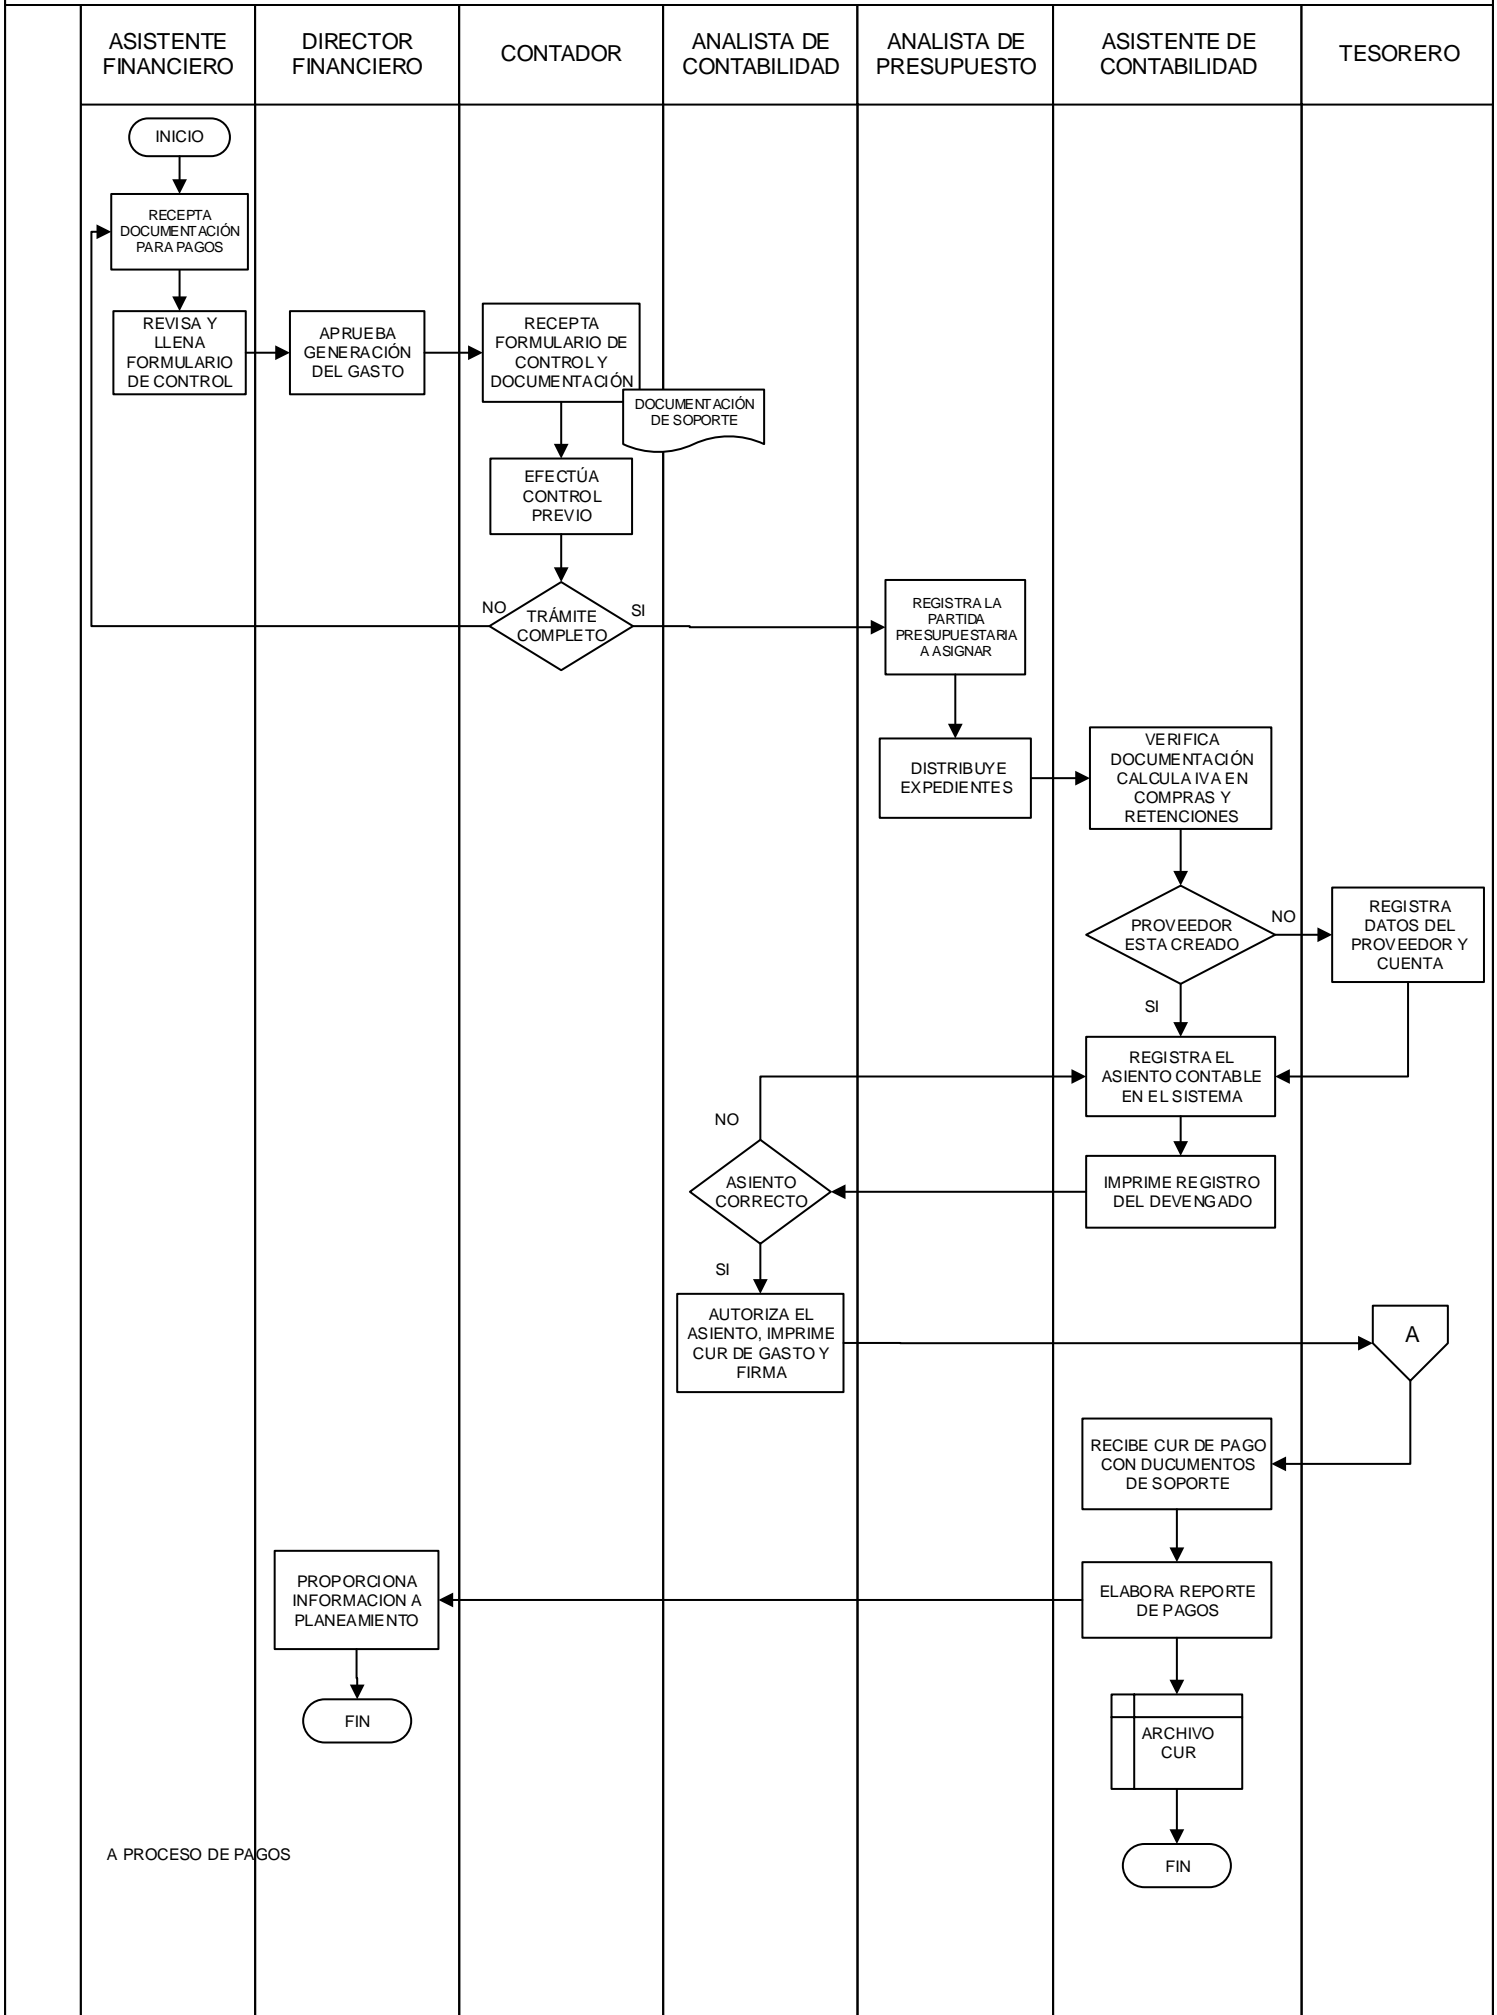 ASISTENTE
FINANCIERO
DIRECTOR
FINANCIERO
CONTADOR
ANALISTA DE
CONTABILIDAD
ANALISTA DE
PRESUPUESTO
ASISTENTE DE
CONTABILIDAD
TESORERO
INICIO
RECEPTA
DOCUMENTACIÓN
PARA PAGOS
REVISA Y
LLENA
FORMULARIO
DE CONTROL
APRUEBA
GENERACIÓN
DEL GASTO
RECEPTA
FORMULARIO DE
CONTROL Y
DOCUMENTACIÓN
DOCUMENTACIÓN
DE SOPORTE
EFECTÚA
CONTROL
PREVIO
NO
TRÁMITE
COMPLETO
SI
REGISTRA LA
PARTIDA
PRESUPUESTARIA
A ASIGNAR
DISTRIBUYE
EXPEDIENTES
VERIFICA
DOCUMENTACIÓN
CALCULA IVA EN
COMPRAS Y
RETENCIONES
PROVEEDOR
ESTA CREADO
NO
REGISTRA
DATOS DEL
PROVEEDOR Y
CUENTA
SI
REGISTRA EL
ASIENTO CONTABLE
EN EL SISTEMA
NO
ASIENTO
CORRECTO
IMPRIME REGISTRO
DEL DEVENGADO
SI
AUTORIZA EL
ASIENTO, IMPRIME
CUR DE GASTO Y
FIRMA
A
RECIBE CUR DE PAGO
CON DUCUMENTOS
DE SOPORTE
PROPORCIONA
INFORMACION A
PLANEAMIENTO
ELABORA REPORTE
DE PAGOS
FIN
ARCHIVO
CUR
A PROCESO DE PAGOS
FIN